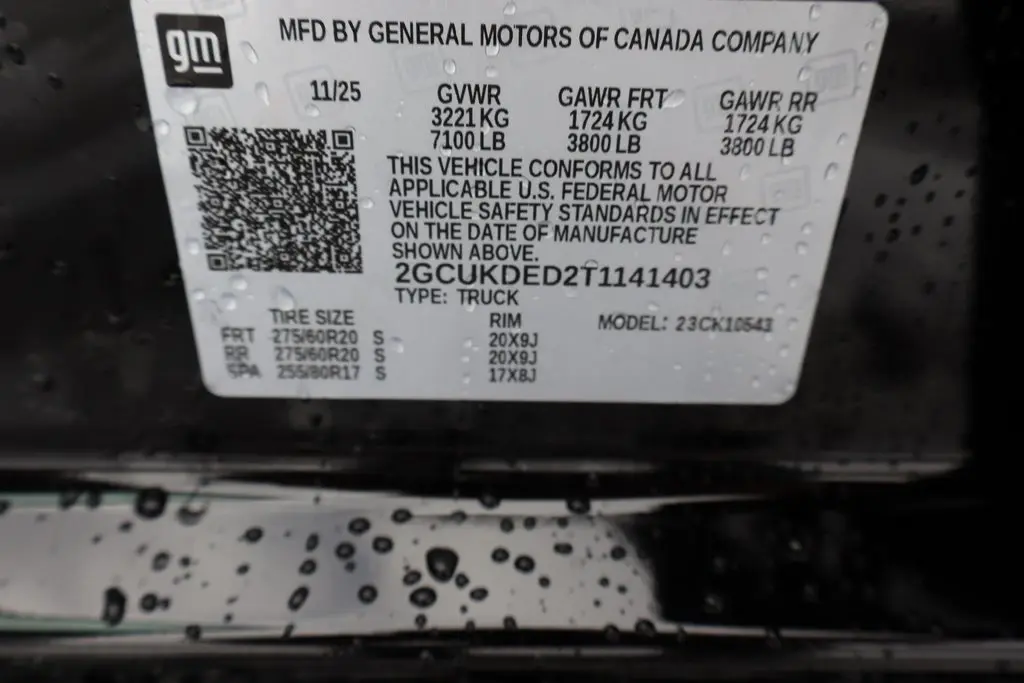 gm
MFD BY GENERAL MOTORS OF CANADA COMPANY
11/25 GVWR GAWR FRT GAWR RR
3221 KG 1724 KG 1724 KG
7100 LB 3800 LB 3800 LB
THIS VEHICLE CONFORMS TO ALL
APPLICABLE U.S. FEDERAL MOTOR
VEHICLE SAFETY STANDARDS IN EFFECT
ON THE DATE OF MANUFACTURE
SHOWN ABOVE.
2GCUKDED2T1141403
TYPE: TRUCK
TIRE SIZE RIM MODEL: 23CK10543
FRT 275/60R20 S 20X9J
RR 275/60R20 S 20X9J
SPA 255/80R17 S 17X8J